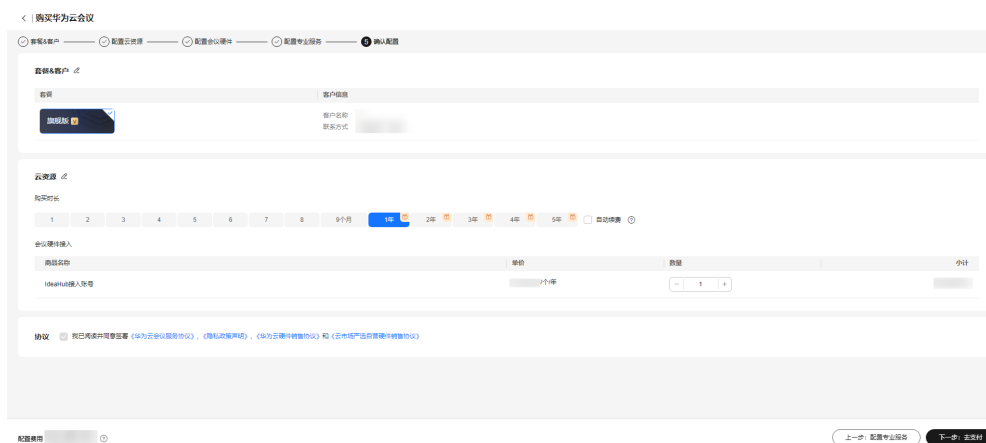 购买华为云会议
套餐&客户 配置云资源 配置会议硬件 配置专业服务 5 确认配置
套餐&客户
套餐 客户信息
旗舰版
客户名称
联系方式
云资源
购买时长
1 2 3 4 5 6 7 8 9个月 1年 2年 3年 4年 5年 自动续费
会议硬件接入
商品名称 单价 数量 小计
IdeaHub接入账号 /个/年 - 1 +
协议 我已阅读并同意签署《华为云会议服务协议》、《隐私政策声明》、《华为云硬件销售协议》和《云市场严选自营硬件销售协议》
配置费用 上一步：配置专业服务 下一步：去支付